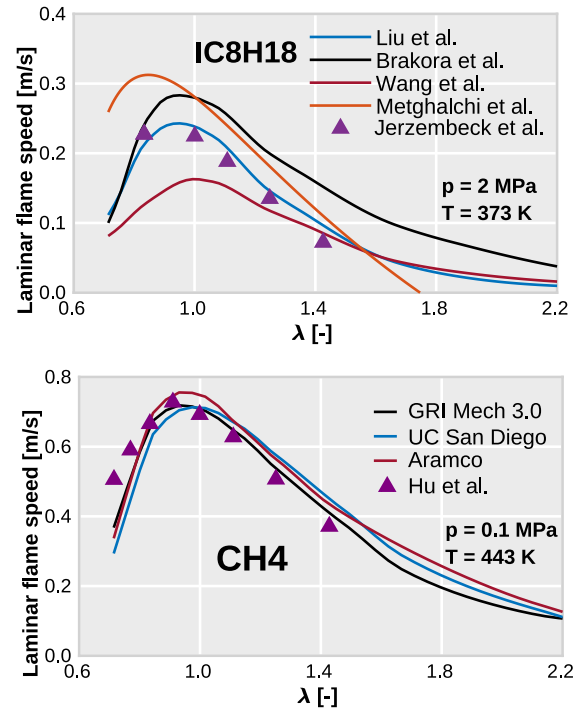 0.4
0.3
0.2
0.1
0.0
Laminar flame speed [m/s]
IC8H18
Liu et al.
Brakora et al.
Wang et al.
Metghalchi et al.
Jerzembeck et al.
p = 2 MPa
T = 373 K
0.6 1.0 1.4 1.8 2.2
λ [-]
0.8
0.6
0.4
0.2
0.0
Laminar flame speed [m/s]
GRI Mech 3.0
UC San Diego
Aramco
Hu et al.
p = 0.1 MPa
T = 443 K
CH4
0.6 1.0 1.4 1.8 2.2
λ [-]